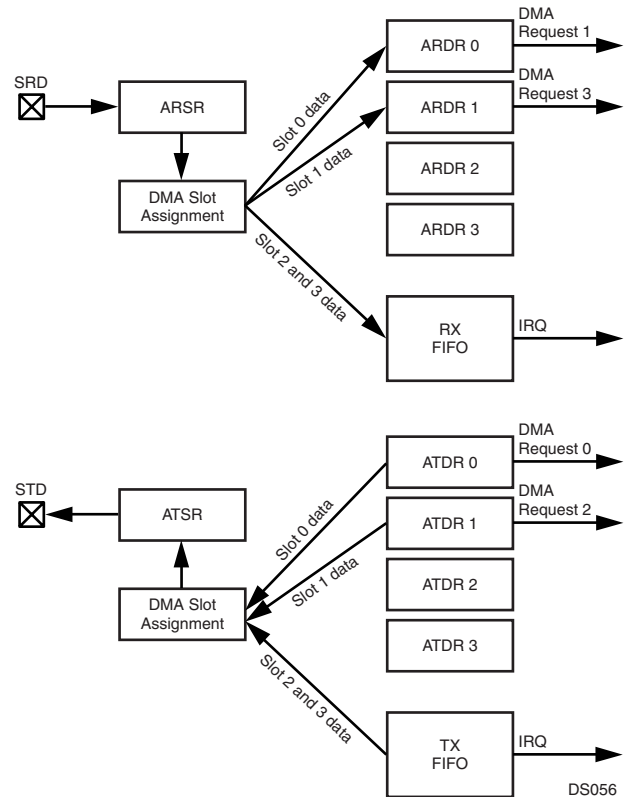 DMA
Request 1
ARDR 0
SRD
ARSR
DMA
Request 3
ARDR 1
Slot 0 data
Slot 1 data
ARDR 2
DMA Slot
Assignment
ARDR 3
Slot 2 and 3 data
RX
FIFO
IRQ
DMA
Request 0
ATDR 0
STD
ATSR
DMA
Request 2
ATDR 1
Slot 0 data
Slot 1 data
ATDR 2
DMA Slot
Assignment
ATDR 3
Slot 2 and 3 data
TX
FIFO
IRQ
DS056